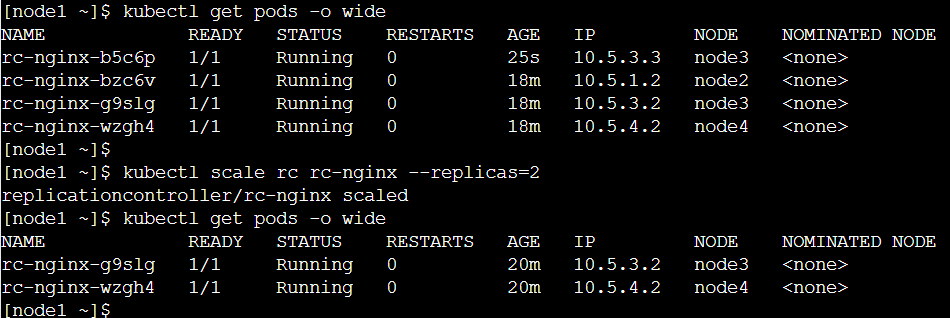 [node1 ~]$ kubectl get pods -o wide
NAME READY STATUS RESTARTS AGE IP NODE NOMINATED NODE
rc-nginx-b5c6p 1/1 Running 0 25s 10.5.3.3 node3 <none>
rc-nginx-bzc6v 1/1 Running 0 18m 10.5.1.2 node2 <none>
rc-nginx-g9slg 1/1 Running 0 18m 10.5.3.2 node3 <none>
rc-nginx-wzgh4 1/1 Running 0 18m 10.5.4.2 node4 <none>
[node1 ~]$
[node1 ~]$ kubectl scale rc rc-nginx --replicas=2
replicationcontroller/rc-nginx scaled
[node1 ~]$ kubectl get pods -o wide
NAME READY STATUS RESTARTS AGE IP NODE NOMINATED NODE
rc-nginx-g9slg 1/1 Running 0 20m 10.5.3.2 node3 <none>
rc-nginx-wzgh4 1/1 Running 0 20m 10.5.4.2 node4 <none>
[node1 ~]$